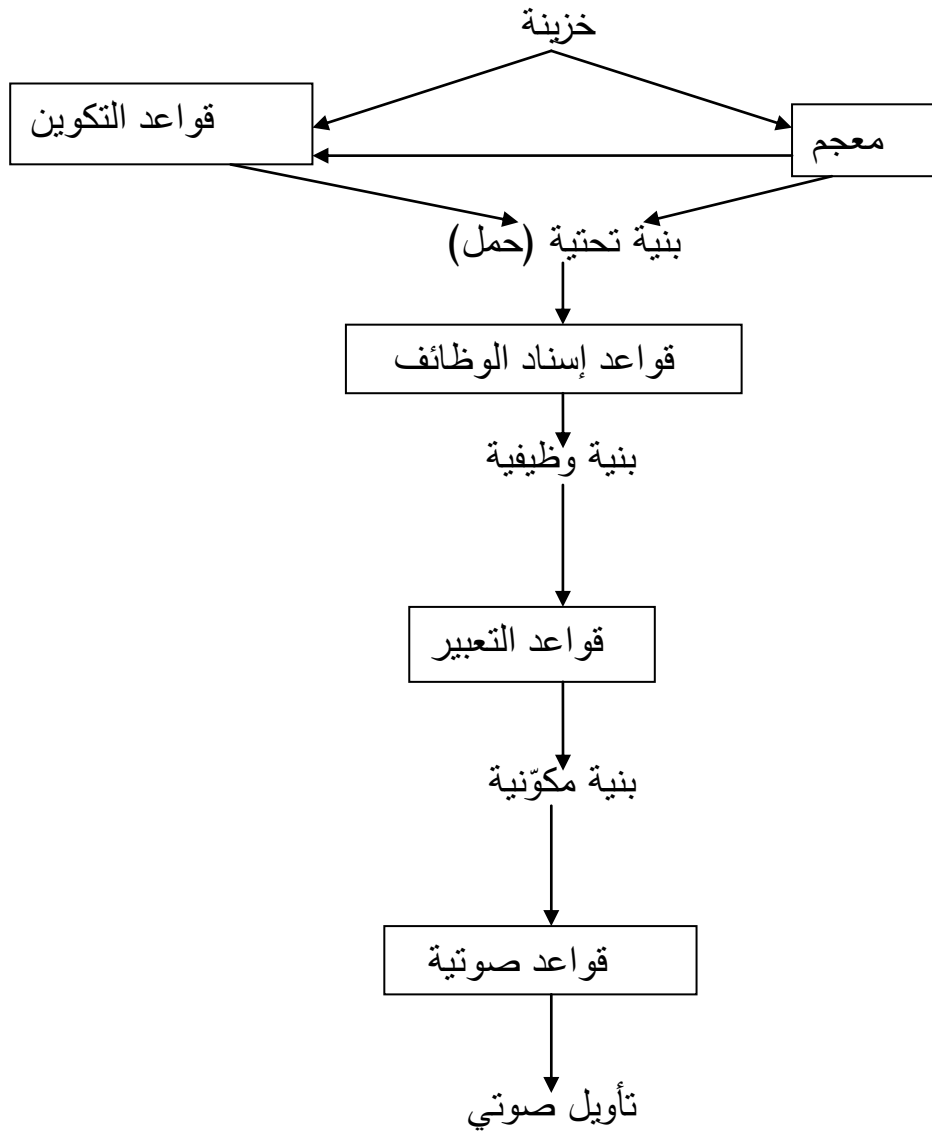 خزينة
معجم
قواعد التكوين
بنية تحتية (حمل)
قواعد إسناد الوظائف
بنية وظيفية
قواعد التعبير
بنية مكوّنية
قواعد صوتية
تأويل صوتي